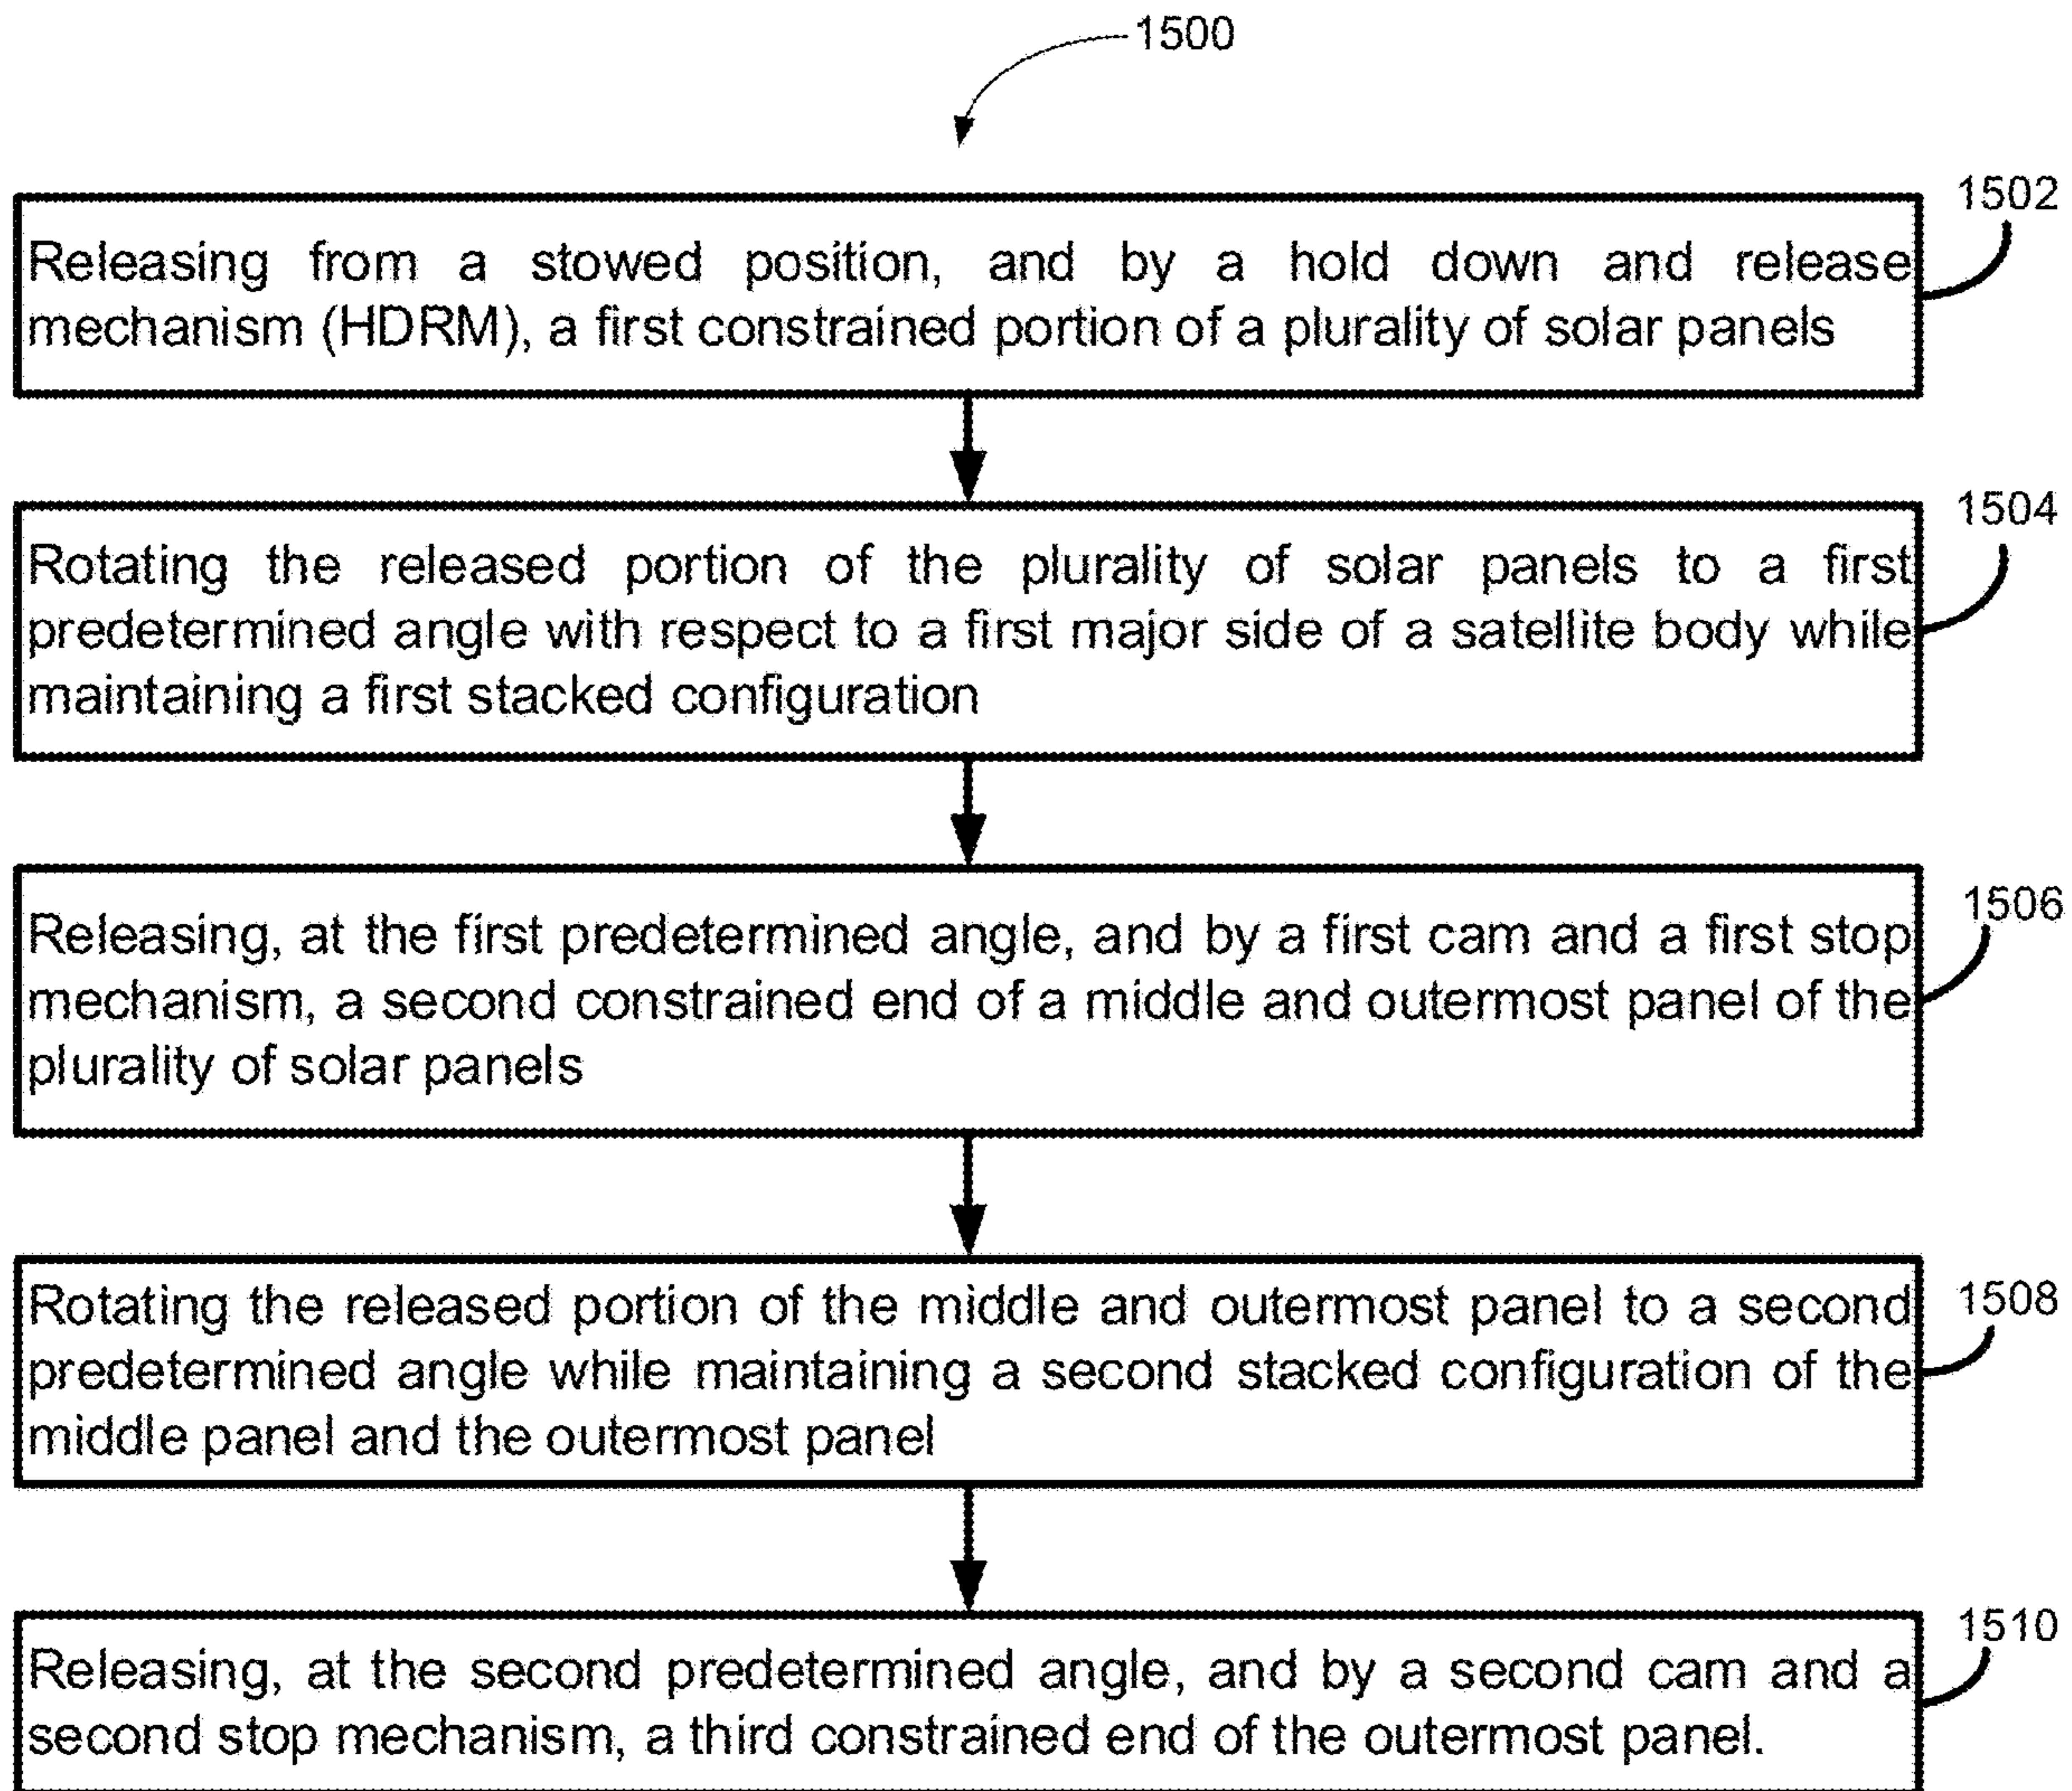 1500
1502
Releasing from a stowed position, and by a hold down and release
mechanism (HDRM), a first constrained portion of a plurality of solar panels
1504
Rotating the released portion of the plurality of solar panels to a first
predetermined angle with respect to a first major side of a satellite body while
maintaining a first stacked configuration
1506
Releasing, at the first predetermined angle, and by a first cam and a first stop
mechanism, a second constrained end of a middle and outermost panel of the
plurality of solar panels
1508
Rotating the released portion of the middle and outermost panel to a second
predetermined angle while maintaining a second stacked configuration of the
middle panel and the outermost panel
1510
Releasing, at the second predetermined angle, and by a second cam and a
second stop mechanism, a third constrained end of the outermost panel.